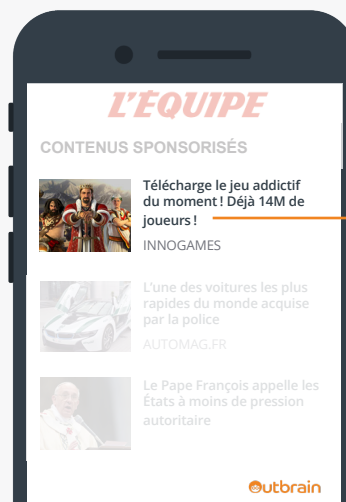 L'ÉQUIPE
CONTENUS SPONSORISÉS
Télécharge le jeu addictif
du moment ! Déjà 14M de
joueurs !
INNOGAMES
L'une des voitures les plus
rapides du monde acquise
par la police
AUTOMAG.FR
Le Pape François appelle les
États à moins de pression
autoritaire
Outbrain